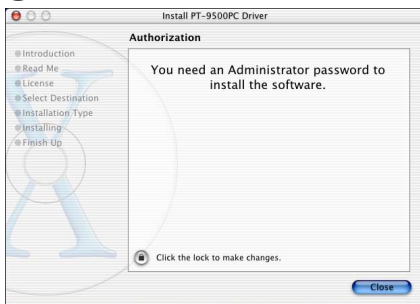 Install PT-9500PC Driver
Authorization
Introduction
Read Me
License
Select Destination
Installation Type
Installing
Finish Up
You need an Administrator password to
install the software.
Click the lock to make changes.
Close